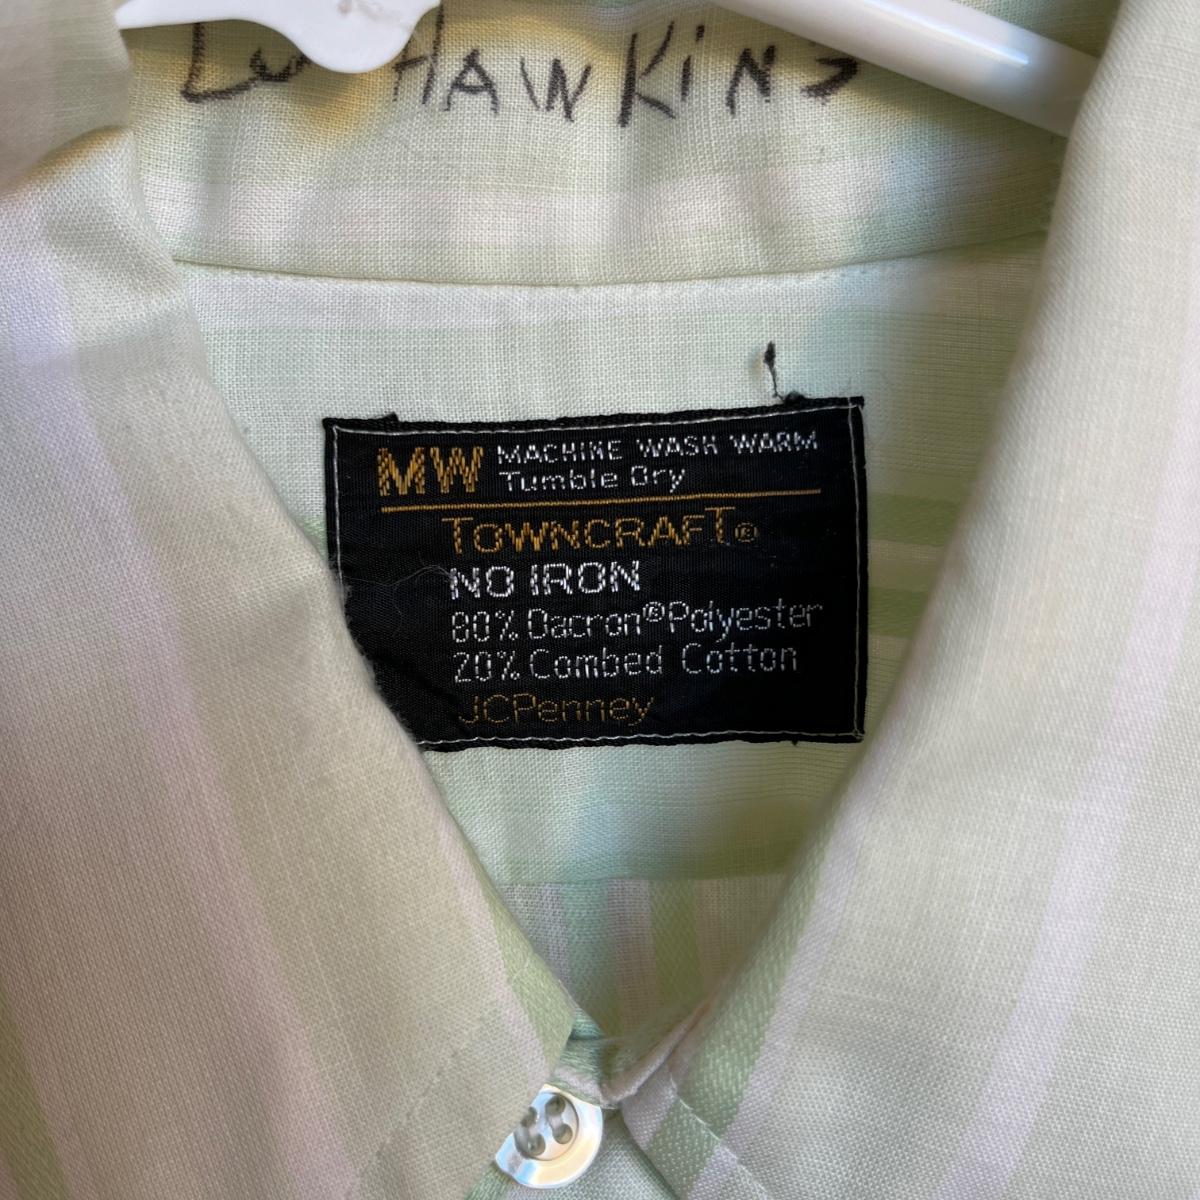 HAWKINS
MW MACHINE WASH WARM
Tumble Dry
TOWNCRAFT®
NO IRON
80% Dacron® Polyester
20% Combed Cotton
JCPenney